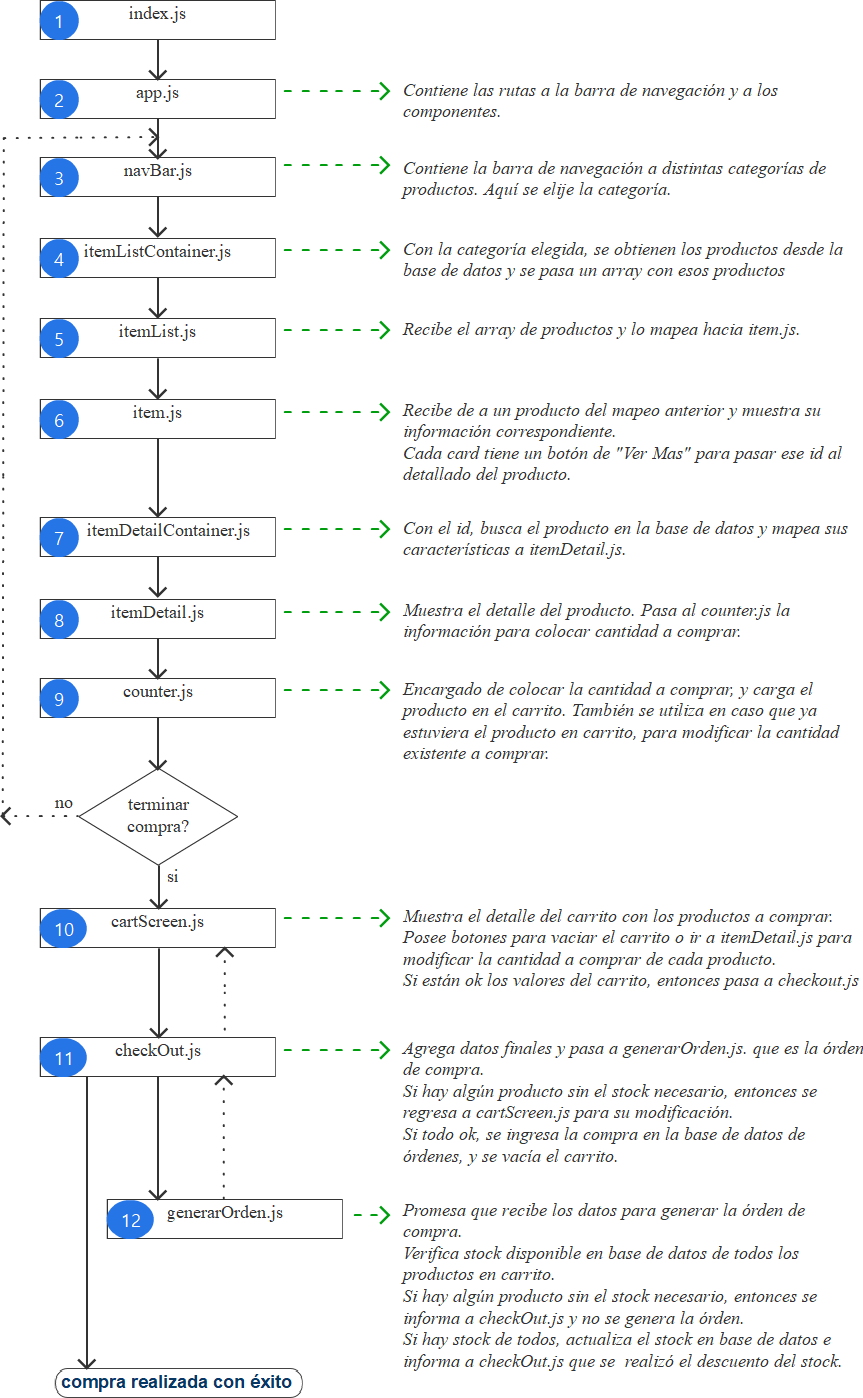 1
index.js
2
app.js
Contiene las rutas a la barra de navegación y a los
componentes.
3
navBar.js
Contiene la barra de navegación a distintas categorías de
productos. Aquí se elije la categoría.
4
itemListContainer.js
Con la categoría elegida, se obtienen los productos desde la
base de datos y se pasa un array con esos productos
5
itemList.js
Recibe el array de productos y lo mapea hacia item.js.
6
item.js
Recibe de a un producto del mapeo anterior y muestra su
información correspondiente.
Cada card tiene un botón de "Ver Mas" para pasar ese id al
detallado del producto.
7
itemDetailContainer.js
Con el id, busca el producto en la base de datos y mapea sus
características a itemDetail.js.
8
itemDetail.js
Muestra el detalle del producto. Pasa al counter.js la
información para colocar cantidad a comprar.
9
counter.js
Encargado de colocar la cantidad a comprar, y carga el
producto en el carrito. También se utiliza en caso que ya
estuviera el producto en carrito, para modificar la cantidad
existente a comprar.
no
terminar
compra?
si
10
cartScreen.js
Muestra el detalle del carrito con los productos a comprar.
Posee botones para vaciar el carrito o ir a itemDetail.js para
modificar la cantidad a comprar de cada producto.
Si están ok los valores del carrito, entonces pasa a checkout.js
11
checkOut.js
Agrega datos finales y pasa a generarOrden.js. que es la órden
de compra.
Si hay algún producto sin el stock necesario, entonces se
regresa a cartScreen.js para su modificación.
Si todo ok, se ingresa la compra en la base de datos de
órdenes, y se vacía el carrito.
12
generarOrden.js
Promesa que recibe los datos para generar la órden de
compra.
Verifica stock disponible en base de datos de todos los
productos en carrito.
Si hay algún producto sin el stock necesario, entonces se
informa a checkOut.js y no se genera la órden.
Si hay stock de todos, actualiza el stock en base de datos e
informa a checkOut.js que se  realizó el descuento del stock.
compra realizada con éxito